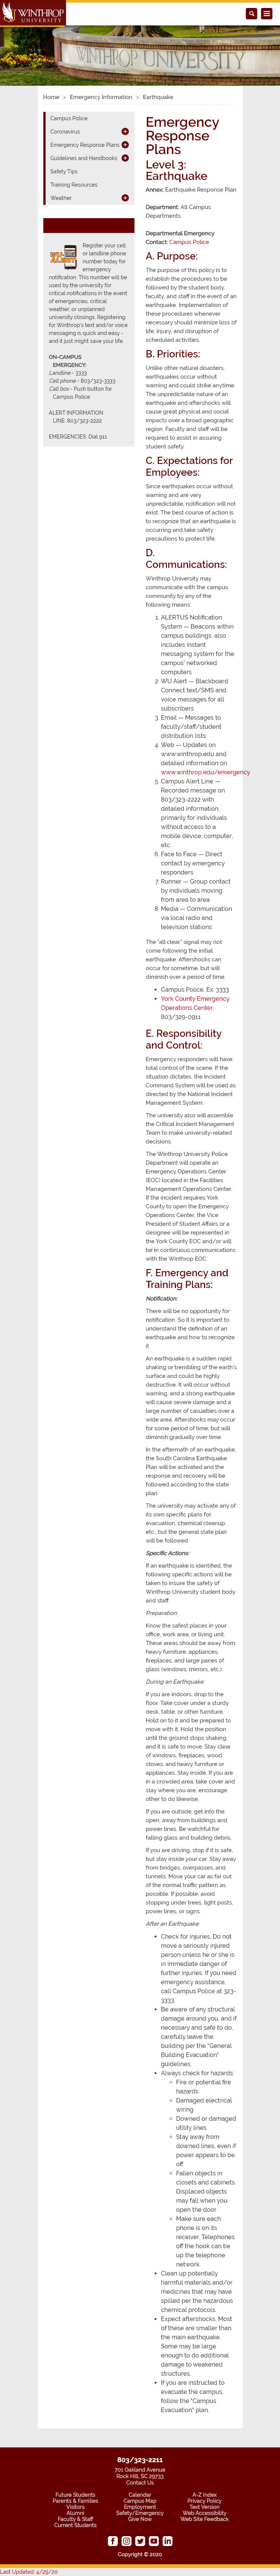 WINTHROP
UNIVERSITY
WINTHROP UNIVERSITY
Home > Emergency Information > Earthquake
Campus Police
Coronavirus
Emergency Response Plans
Guidelines and Handbooks
Safety Tips
Training Resources
Weather
Register your cell
or landline phone
number today for
emergency
notification. This number will be
used by the university for
critical notifications in the event
of emergencies, critical
weather, or unplanned
university closings. Registering
for Winthrop's text and/or voice
messaging is quick and easy -
and it just might save your life.
ON-CAMPUS
EMERGENCY:
Landline - 3333
Cell phone - 803/323-3333
Call box - Push button for
Campus Police
ALERT INFORMATION
LINE: 803/323-2222
EMERGENCIES: Dial 911
Emergency
Response
Plans
Level 3:
Earthquake
Annex: Earthquake Response Plan
Department: All Campus
Departments
Departmental Emergency
Contact: Campus Police
A. Purpose:
The purpose of this policy is to
establish the procedures to be
followed by the student body,
faculty, and staff in the event of an
earthquake. Implementation of
these procedures whenever
necessary should minimize loss of
life, injury, and disruption of
scheduled activities.
B. Priorities:
Unlike other natural disasters,
earthquakes occur without
warning and could strike anytime.
The unpredictable nature of an
earthquake and aftershocks will
cause great physical and social
impacts over a broad geographic
region. Faculty and staff will be
required to assist in assuring
student safety.
C. Expectations for
Employees:
Since earthquakes occur without
warning and are very
unpredictable, notification will not
exist. The best course of action is
to recognize that an earthquake is
occurring and take safety
precautions to protect life.
D.
Communications:
Winthrop University may
communicate with the campus
community by any of the
following means:
1. ALERTUS Notification
System — Beacons within
campus buildings, also
includes instant
messaging system for the
campus' networked
computers
2. WU Alert — Blackboard
Connect text/SMS and
voice messages for all
subscribers
3. Email — Messages to
faculty/staff/student
distribution lists
4. Web — Updates on
www.winthrop.edu and
detailed information on
www.winthrop.edu/emergency
5. Campus Alert Line —
Recorded message on
803/323-2222 with
detailed information,
primarily for individuals
without access to a
mobile device, computer,
etc.
6. Face to Face — Direct
contact by emergency
responders
7. Runner — Group contact
by individuals moving
from area to area
8. Media — Communication
via local radio and
television stations
The "all clear" signal may not
come following the initial
earthquake. Aftershocks can
occur for sometime, but will
diminish over a period of time.
Campus Police, Ex. 3333
York County Emergency
Operations Center,
803/329-0911
E. Responsibility
and Control:
Emergency responders will have
total control of the scene. If the
situation dictates, the Incident
Command System will be used as
directed by the National Incident
Management System.
The university also will assemble
the Critical Incident Management
Team to make university-related
decisions.
The Winthrop University Police
Department will operate an
Emergency Operations Center
(EOC) located in the Facilities
Management Operations Center.
If the incident requires York
County to open the Emergency
Operations Center, the Vice
President of Student Affairs or a
designee will be represented in
the York County EOC and/or will
be in continuous communications
with the Winthrop EOC.
F. Emergency and
Training Plans:
Notification:
There will be no opportunity for
notification. So it is important to
understand the definition of an
earthquake and how to recognize
it.
An earthquake is a sudden rapid
shaking or trembling of the earth's
surface and could be highly
destructive. It will occur without
warning, and a strong earthquake
will cause severe damage and a
large number of casualties over a
wide area. Aftershocks may occur
for some period of time, but will
diminish gradually over time.
In the aftermath of an earthquake,
the South Carolina Earthquake
Plan will be activated and the
response and recovery will be
followed according to the state
plan.
The university may activate any of
its own specific plans for
evacuation, chemical cleanup,
etc., but the general state plan
will be followed.
Specific Actions:
If an earthquake is identified, the
following specific actions will be
taken to insure the safety of
Winthrop University student body
and staff:
Preparation:
Know the safest places in your
office, work area, or living unit.
These areas should be away from
heavy furniture, appliances,
fireplaces, and large panes of
glass (windows, mirrors, etc.).
During an Earthquake:
If you are indoors, drop to the
floor. Take cover under a sturdy
desk, table, or other furniture.
Hold on to it and be prepared to
move with it. Hold the position
until the ground stops shaking,
and it is safe to move. Stay clear
of windows, fireplaces, wood
stoves, and heavy furniture or
appliances. Stay inside. If you are
in a crowded area, take cover and
stay where you are, encourage
other to do likewise.
If you are outside, get into the
open, away from buildings and
power lines. Be watchful for
falling glass and building debris.
If you are driving, stop if it is safe,
but stay inside your car. Stay away
from bridges, overpasses, and
tunnels. Move your car as far out
of the normal traffic pattern as
possible. If possible, avoid
stopping under trees, light posts,
power lines, or signs.
After an Earthquake:
Check for injuries. Do not
move a seriously injured
person unless he or she is
in immediate danger of
further injuries. If you need
emergency assistance,
call Campus Police at 323-
3333.
Be aware of any structural
damage around you, and if
necessary and safe to do,
carefully leave the
building per the "General
Building Evacuation"
guidelines.
Always check for hazards:
Fire or potential fire
hazards
Damaged electrical
wiring
Downed or damaged
utility lines
Stay away from
downed lines, even if
power appears to be
off
Fallen objects in
closets and cabinets.
Displaced objects
may fall when you
open the door
Make sure each
phone is on its
receiver. Telephones
off the hook can tie
up the telephone
network.
Clean up potentially
harmful materials and/or
medicines that may have
spilled per the hazardous
chemical protocols.
Expect aftershocks. Most
of these are smaller than
the main earthquake.
Some may be large
enough to do additional
damage to weakened
structures.
If you are instructed to
evacuate the campus,
follow the "Campus
Evacuation" plan.
803/323-2211
701 Oakland Avenue
Rock Hill, SC 29733
Contact Us
Future Students
Parents & Families
Visitors
Alumni
Faculty & Staff
Current Students
Calendar
Campus Map
Employment
Safety/Emergency
Give Now
A-Z Index
Privacy Policy
Text Version
Web Accessibility
Web Site Feedback
Copyright © 2020
Last Updated: 4/29/20